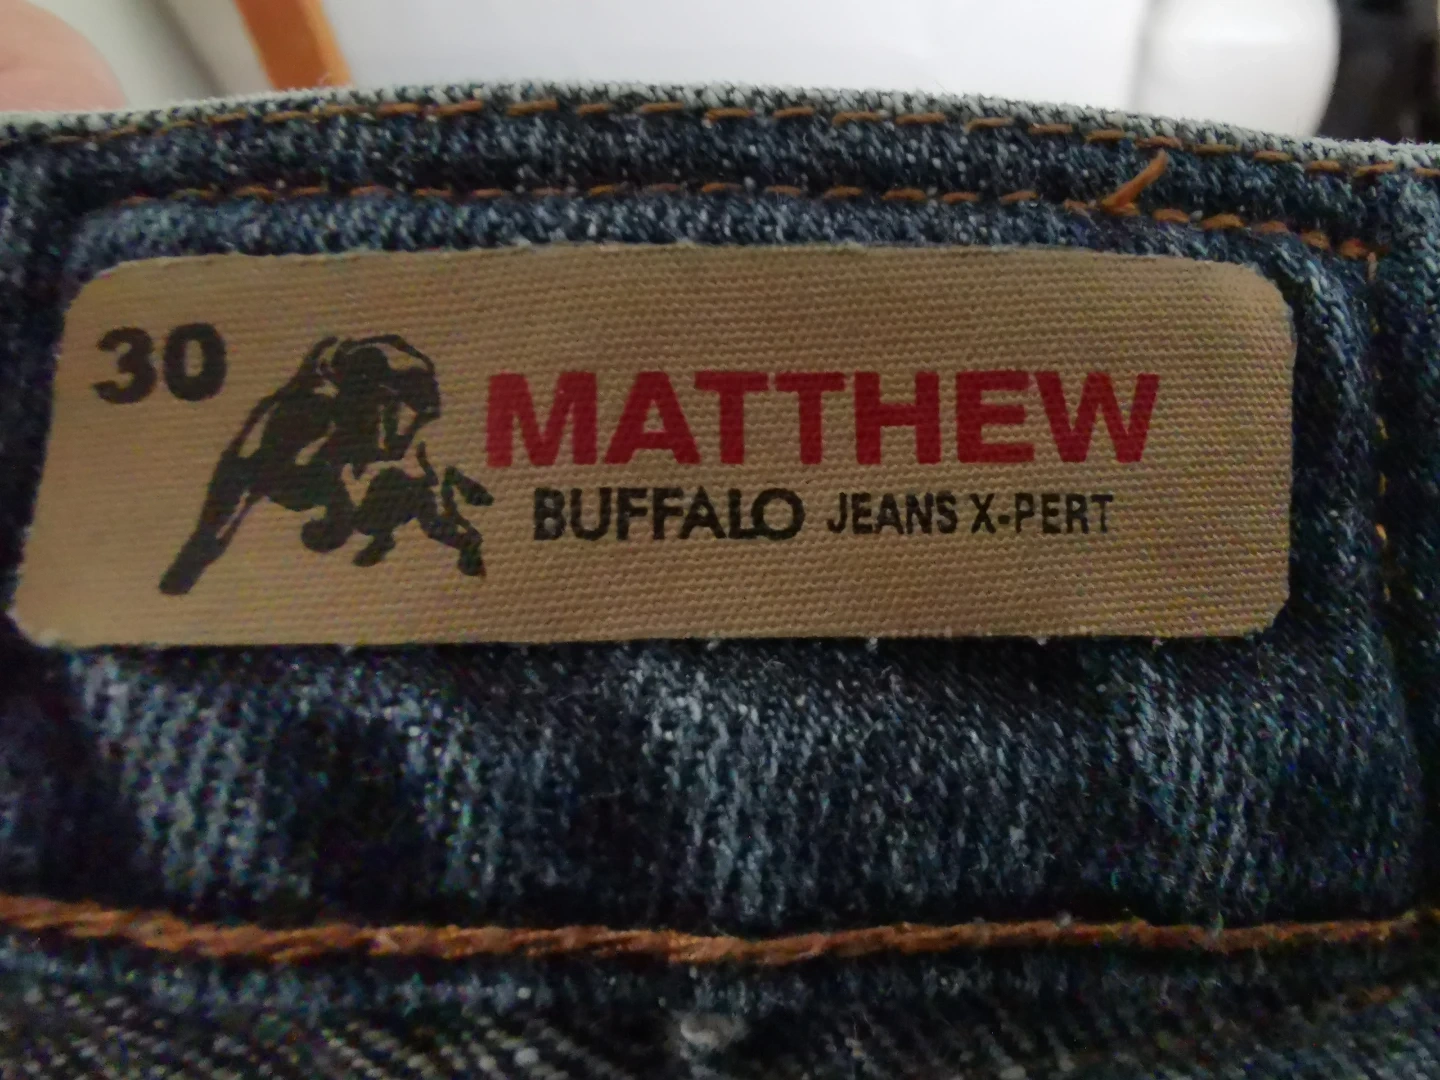 30
MATTHEW
BUFFALO JEANS X-PERT